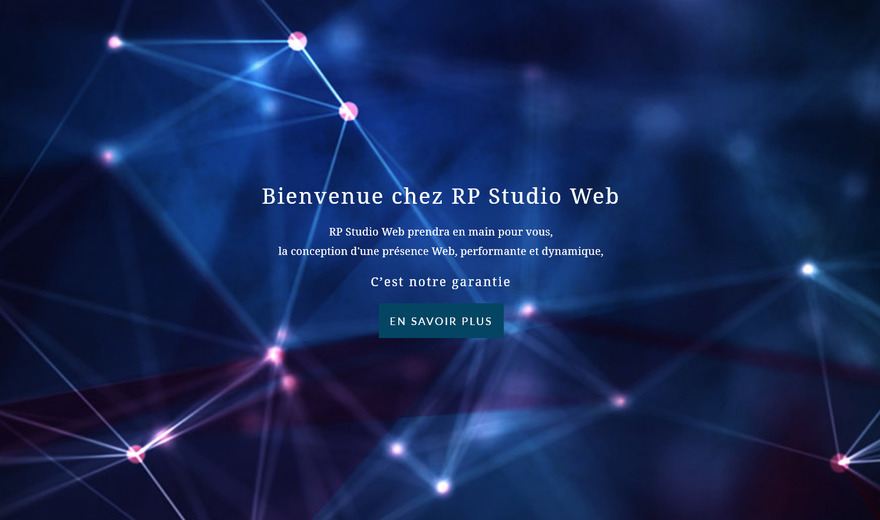 Bienvenue chez RP Studio Web
RP Studio Web prendra en main pour vous,
la conception d'une présence Web, performante et dynamique,
C’est notre garantie
EN SAVOIR PLUS